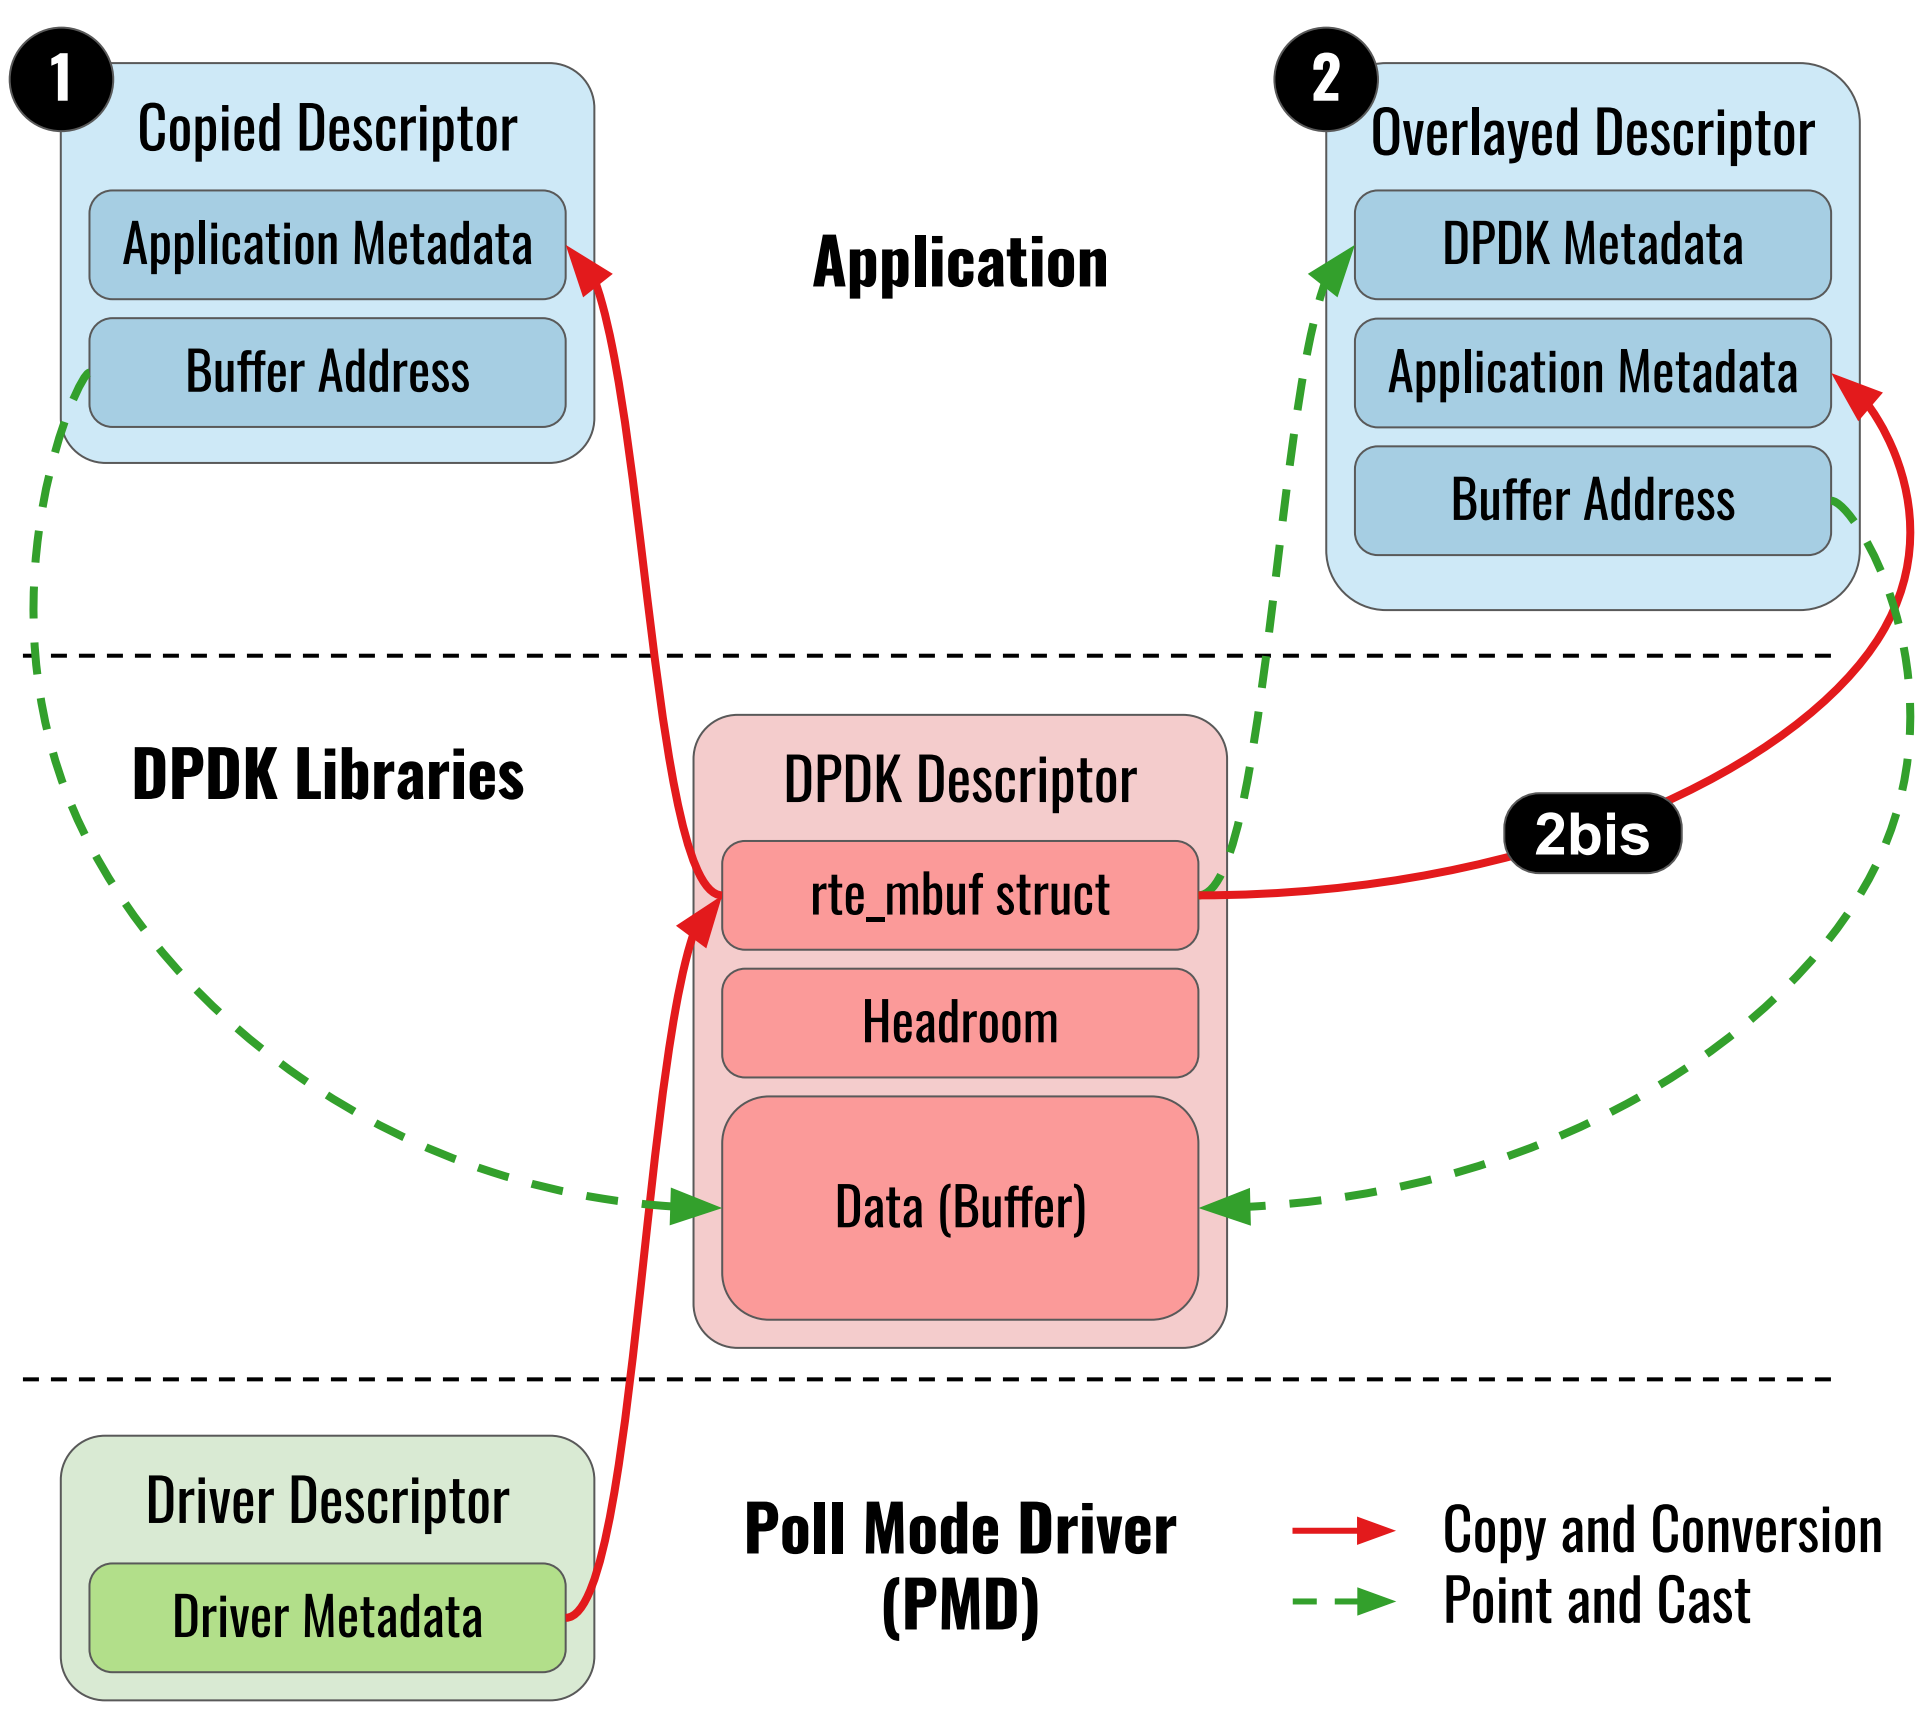 1
Copied Descriptor
Application Metadata
Buffer Address
Application
2
Overlayed Descriptor
DPDK Metadata
Application Metadata
Buffer Address
DPDK Libraries
DPDK Descriptor
rte_mbuf struct
Headroom
Data (Buffer)
2bis
Driver Descriptor
Driver Metadata
Poll Mode Driver
(PMD)
Copy and Conversion
Point and Cast